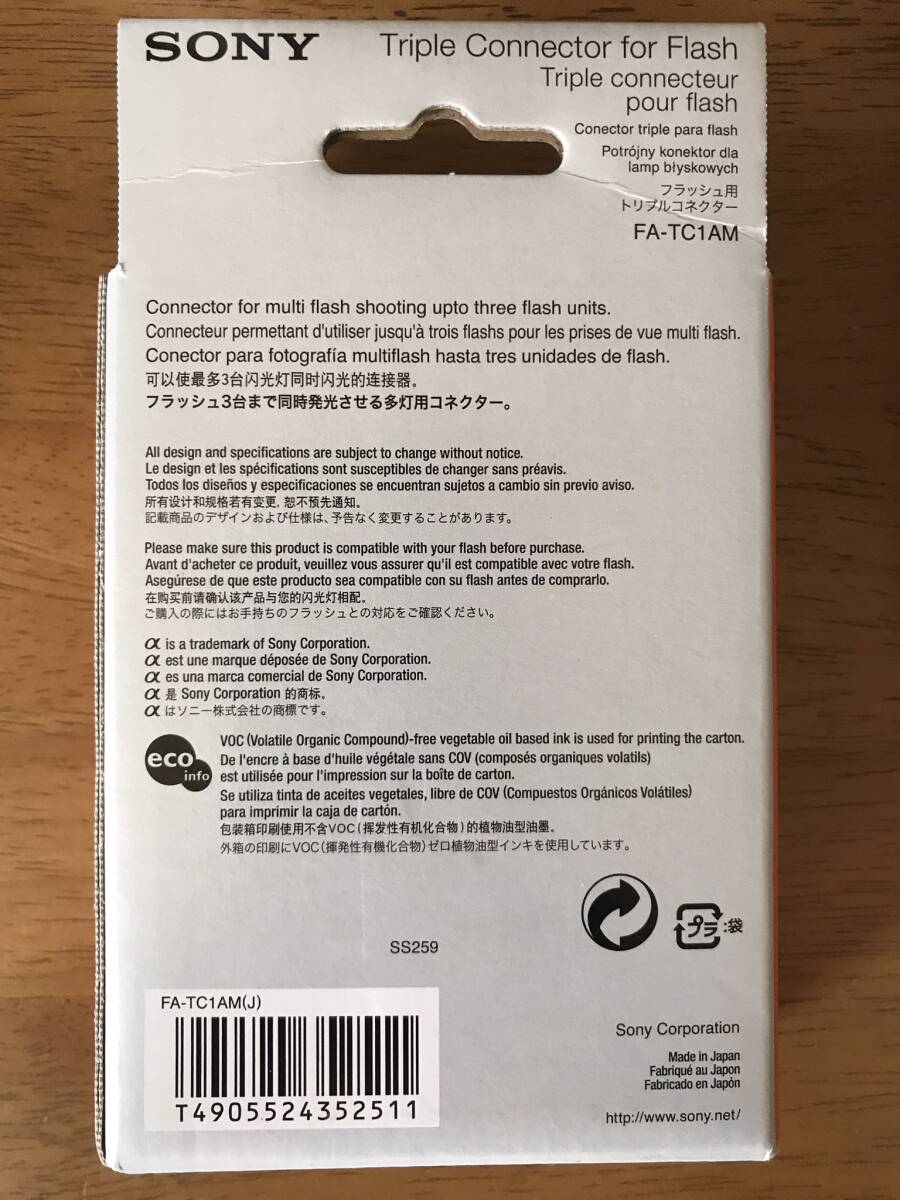 SONY
Triple Connector for Flash
Triple connecteur
pour flash
Conector triple para flash
Potrójny konektor dla
lamp błyskowych
フラッシュ用
トリプルコネクター
FA-TC1AM
Connector for multi flash shooting upto three flash units.
Connecteur permettant d'utiliser jusqu'à trois flashs pour les prises de vue multi flash.
Conector para fotografía multiflash hasta tres unidades de flash.
可以使最多3台闪光灯同时闪光的连接器。
フラッシュ3台まで同時発光させる多灯用コネクター。
All design and specifications are subject to change without notice.
Le design et les spécifications sont susceptibles de changer sans préavis.
Todos los diseños y especificaciones se encuentran sujetos a cambio sin previo aviso.
所有设计和规格若有变更, 恕不预先通知。
記載商品のデザインおよび仕様は、予告なく変更することがあります。
Please make sure this product is compatible with your flash before purchase.
Avant d'acheter ce produit, veuillez vous assurer qu'il est compatible avec votre flash.
Asegúrese de que este producto sea compatible con su flash antes de comprarlo.
在购买前请确认该产品与您的闪光灯相配。
ご購入の際にはお手持ちのフラッシュとの対応をご確認ください。
α is a trademark of Sony Corporation.
α est une marque déposée de Sony Corporation.
α es una marca comercial de Sony Corporation.
α 是 Sony Corporation 的商标。
α はソニー株式会社の商標です。
eco
info
VOC (Volatile Organic Compound)-free vegetable oil based ink is used for printing the carton.
De l'encre à base d'huile végétale sans COV (composés organiques volatils)
est utilisée pour l'impression sur la boîte de carton.
Se utiliza tinta de aceites vegetales, libre de COV (Compuestos Orgánicos Volátiles)
para imprimir la caja de cartón.
包装箱印刷使用不含VOC(挥发性有机化合物)的植物油型油墨。
外箱の印刷にVOC(揮発性有機化合物)ゼロ植物油型インキを使用しています。
プラ:袋
SS259
FA-TC1AM(J)
T4905524352511
Sony Corporation
Made in Japan
Fabriqué au Japon
Fabricado en Japón
http://www.sony.net/